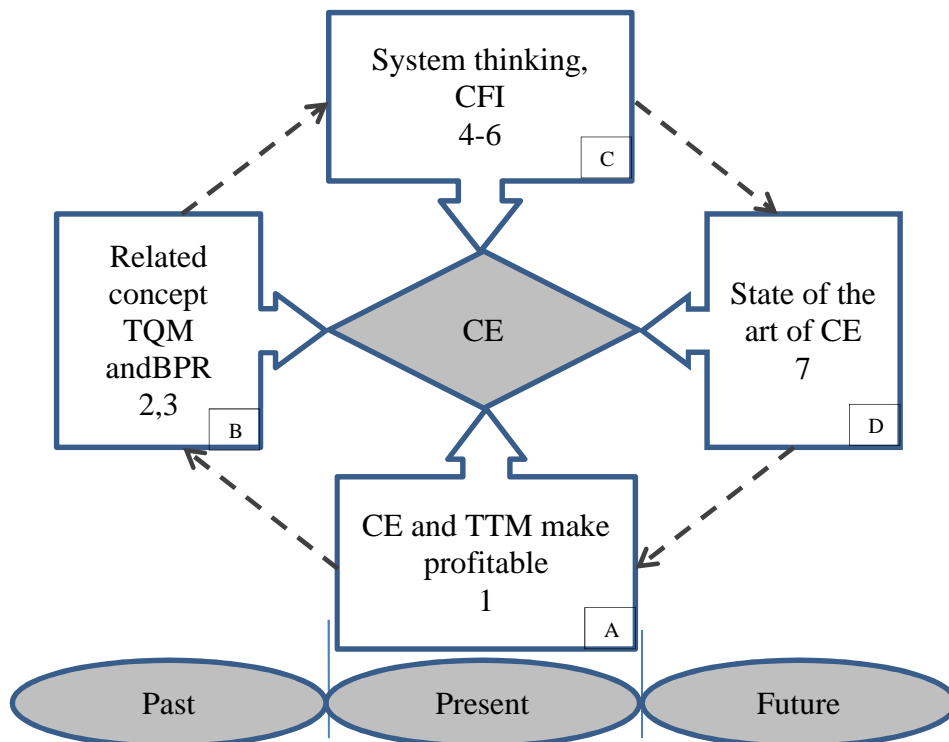 System thinking,
CFI
4-6
C
Related
concept
TQM
andBPR
2,3
B
CE
State of the
art of CE
7
D
CE and TTM make
profitable
1
A
Past
Present
Future